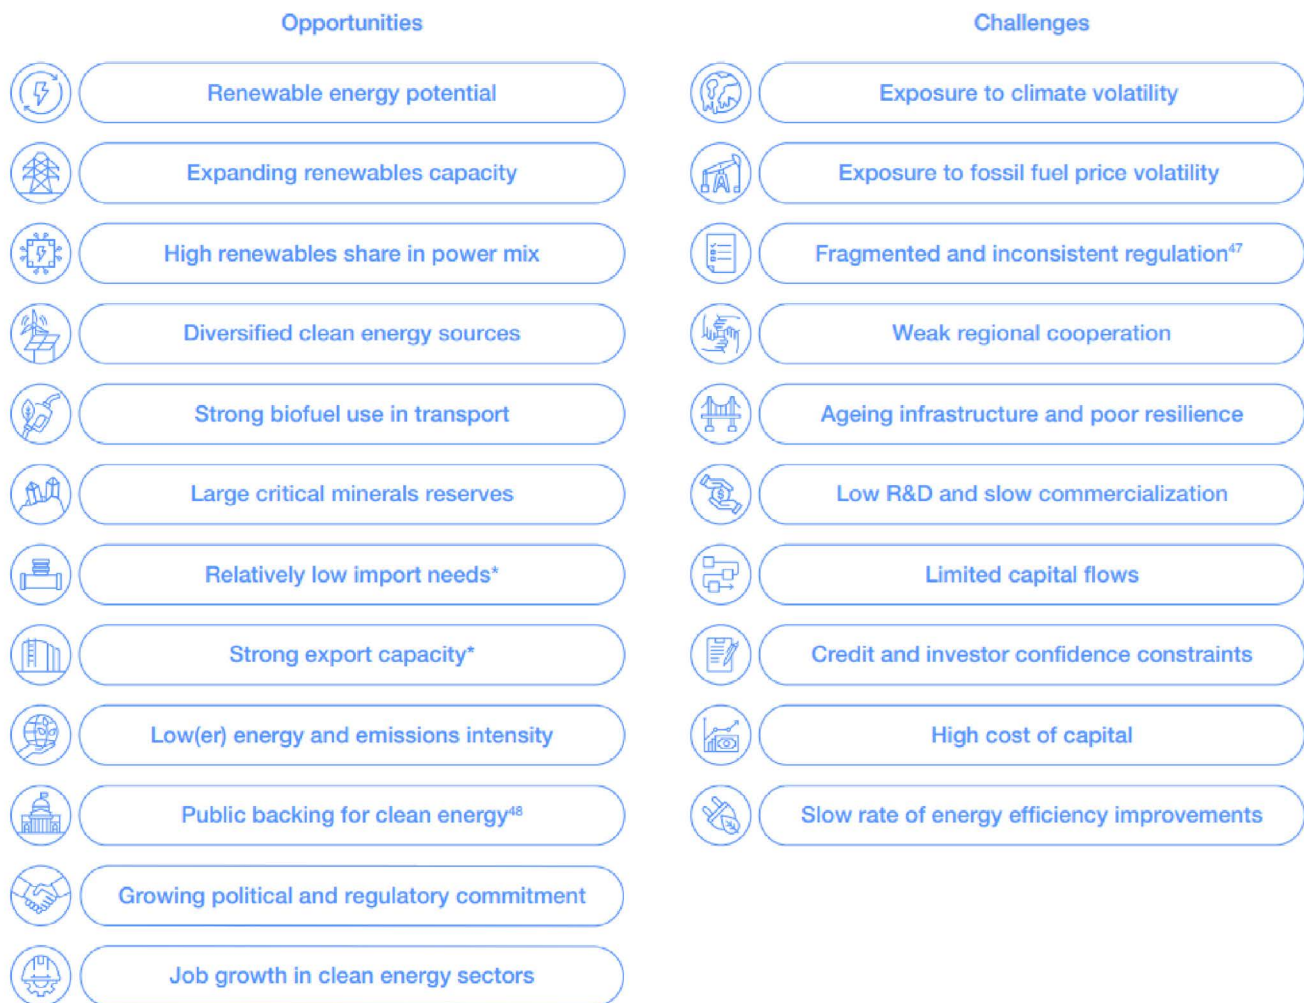 Opportunities
Renewable energy potential
Expanding renewables capacity
High renewables share in power mix
Diversified clean energy sources
Strong biofuel use in transport
Large critical minerals reserves
Relatively low import needs*
Strong export capacity*
Low(er) energy and emissions intensity
Public backing for clean energy48
Growing political and regulatory commitment
Job growth in clean energy sectors
Challenges
Exposure to climate volatility
Exposure to fossil fuel price volatility
Fragmented and inconsistent regulation47
Weak regional cooperation
Ageing infrastructure and poor resilience
Low R&D and slow commercialization
Limited capital flows
Credit and investor confidence constraints
High cost of capital
Slow rate of energy efficiency improvements